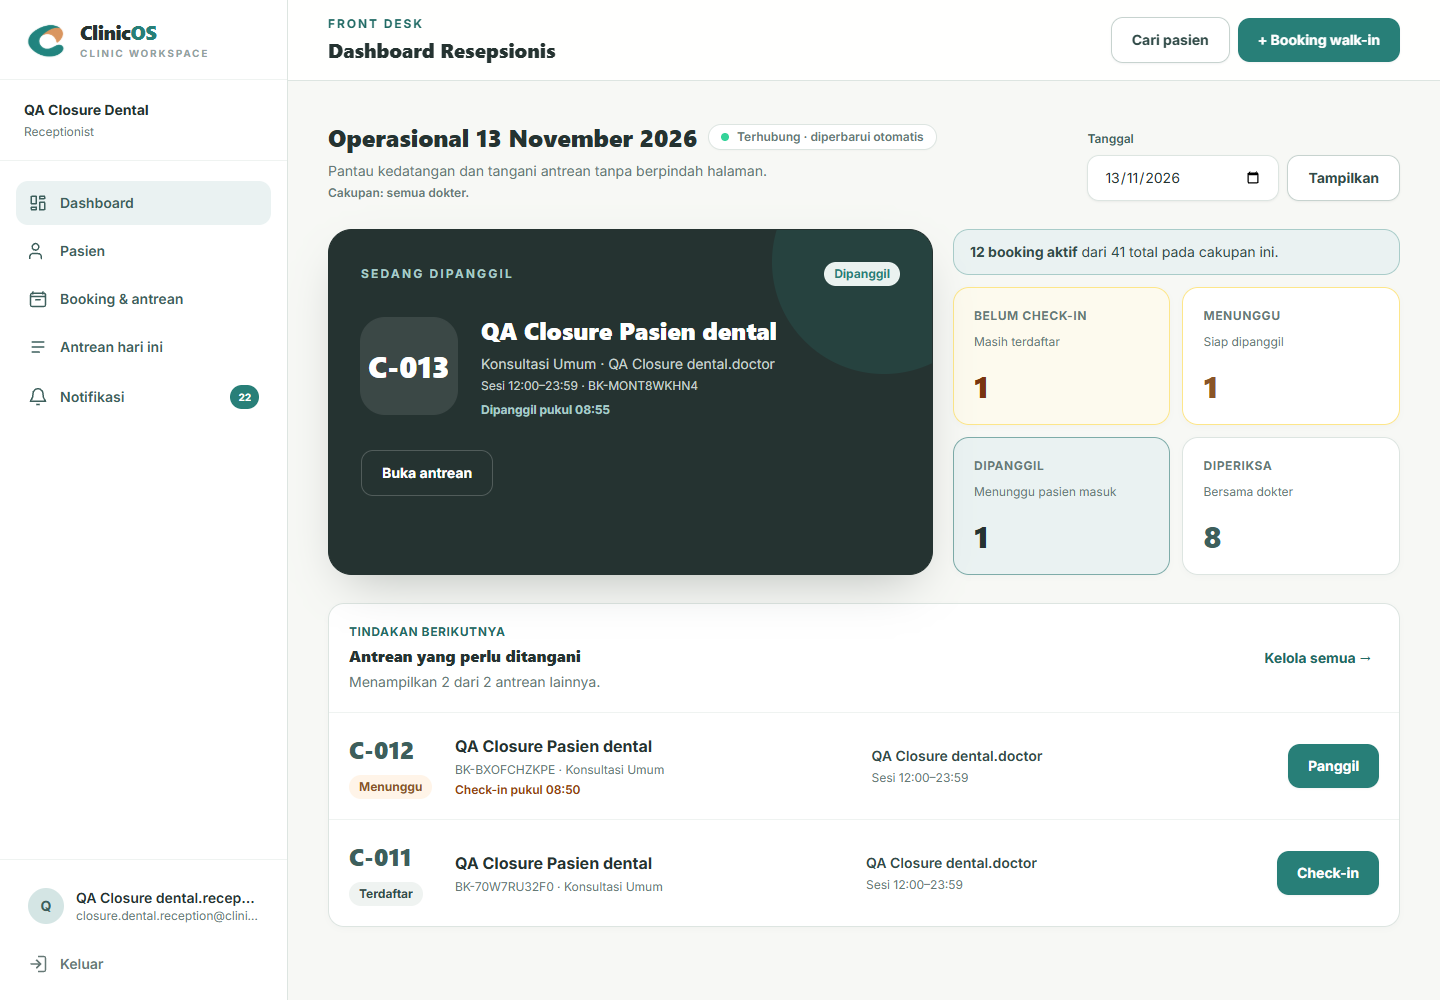 ClinicOS
CLINIC WORKSPACE
QA Closure Dental
Receptionist
Dashboard
Pasien
Booking & antrean
Antrean hari ini
Notifikasi
22
Q
QA Closure dental.recep...
closure.dental.reception@clini...
Keluar
FRONT DESK
Dashboard Resepsionis
Cari pasien
+ Booking walk-in
Operasional 13 November 2026
Terhubung · diperbarui otomatis
Pantau kedatangan dan tangani antrean tanpa berpindah halaman.
Cakupan: semua dokter.
Tanggal
13/11/2026
Tampilkan
SEDANG DIPANGGIL
Dipanggil
C-013
QA Closure Pasien dental
Konsultasi Umum · QA Closure dental.doctor
Sesi 12:00–23:59 · BK-MONT8WKHN4
Dipanggil pukul 08:55
Buka antrean
12 booking aktif dari 41 total pada cakupan ini.
BELUM CHECK-IN
Masih terdaftar
1
MENUNGGU
Siap dipanggil
1
DIPANGGIL
Menunggu pasien masuk
1
DIPERIKSA
Bersama dokter
8
TINDAKAN BERIKUTNYA
Antrean yang perlu ditangani
Menampilkan 2 dari 2 antrean lainnya.
Kelola semua →
C-012
Menunggu
QA Closure Pasien dental
BK-BXOFCHZKPE · Konsultasi Umum
Check-in pukul 08:50
QA Closure dental.doctor
Sesi 12:00–23:59
Panggil
C-011
Terdaftar
QA Closure Pasien dental
BK-70W7RU32F0 · Konsultasi Umum
QA Closure dental.doctor
Sesi 12:00–23:59
Check-in